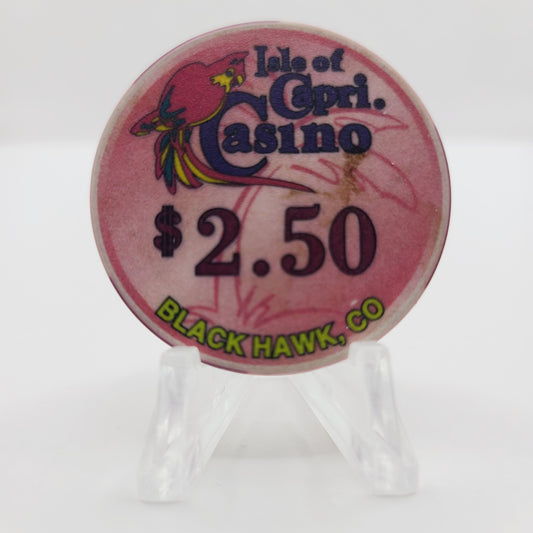 Isle of
Capri.
Casino
$2.50
BLACK HAWK, CO